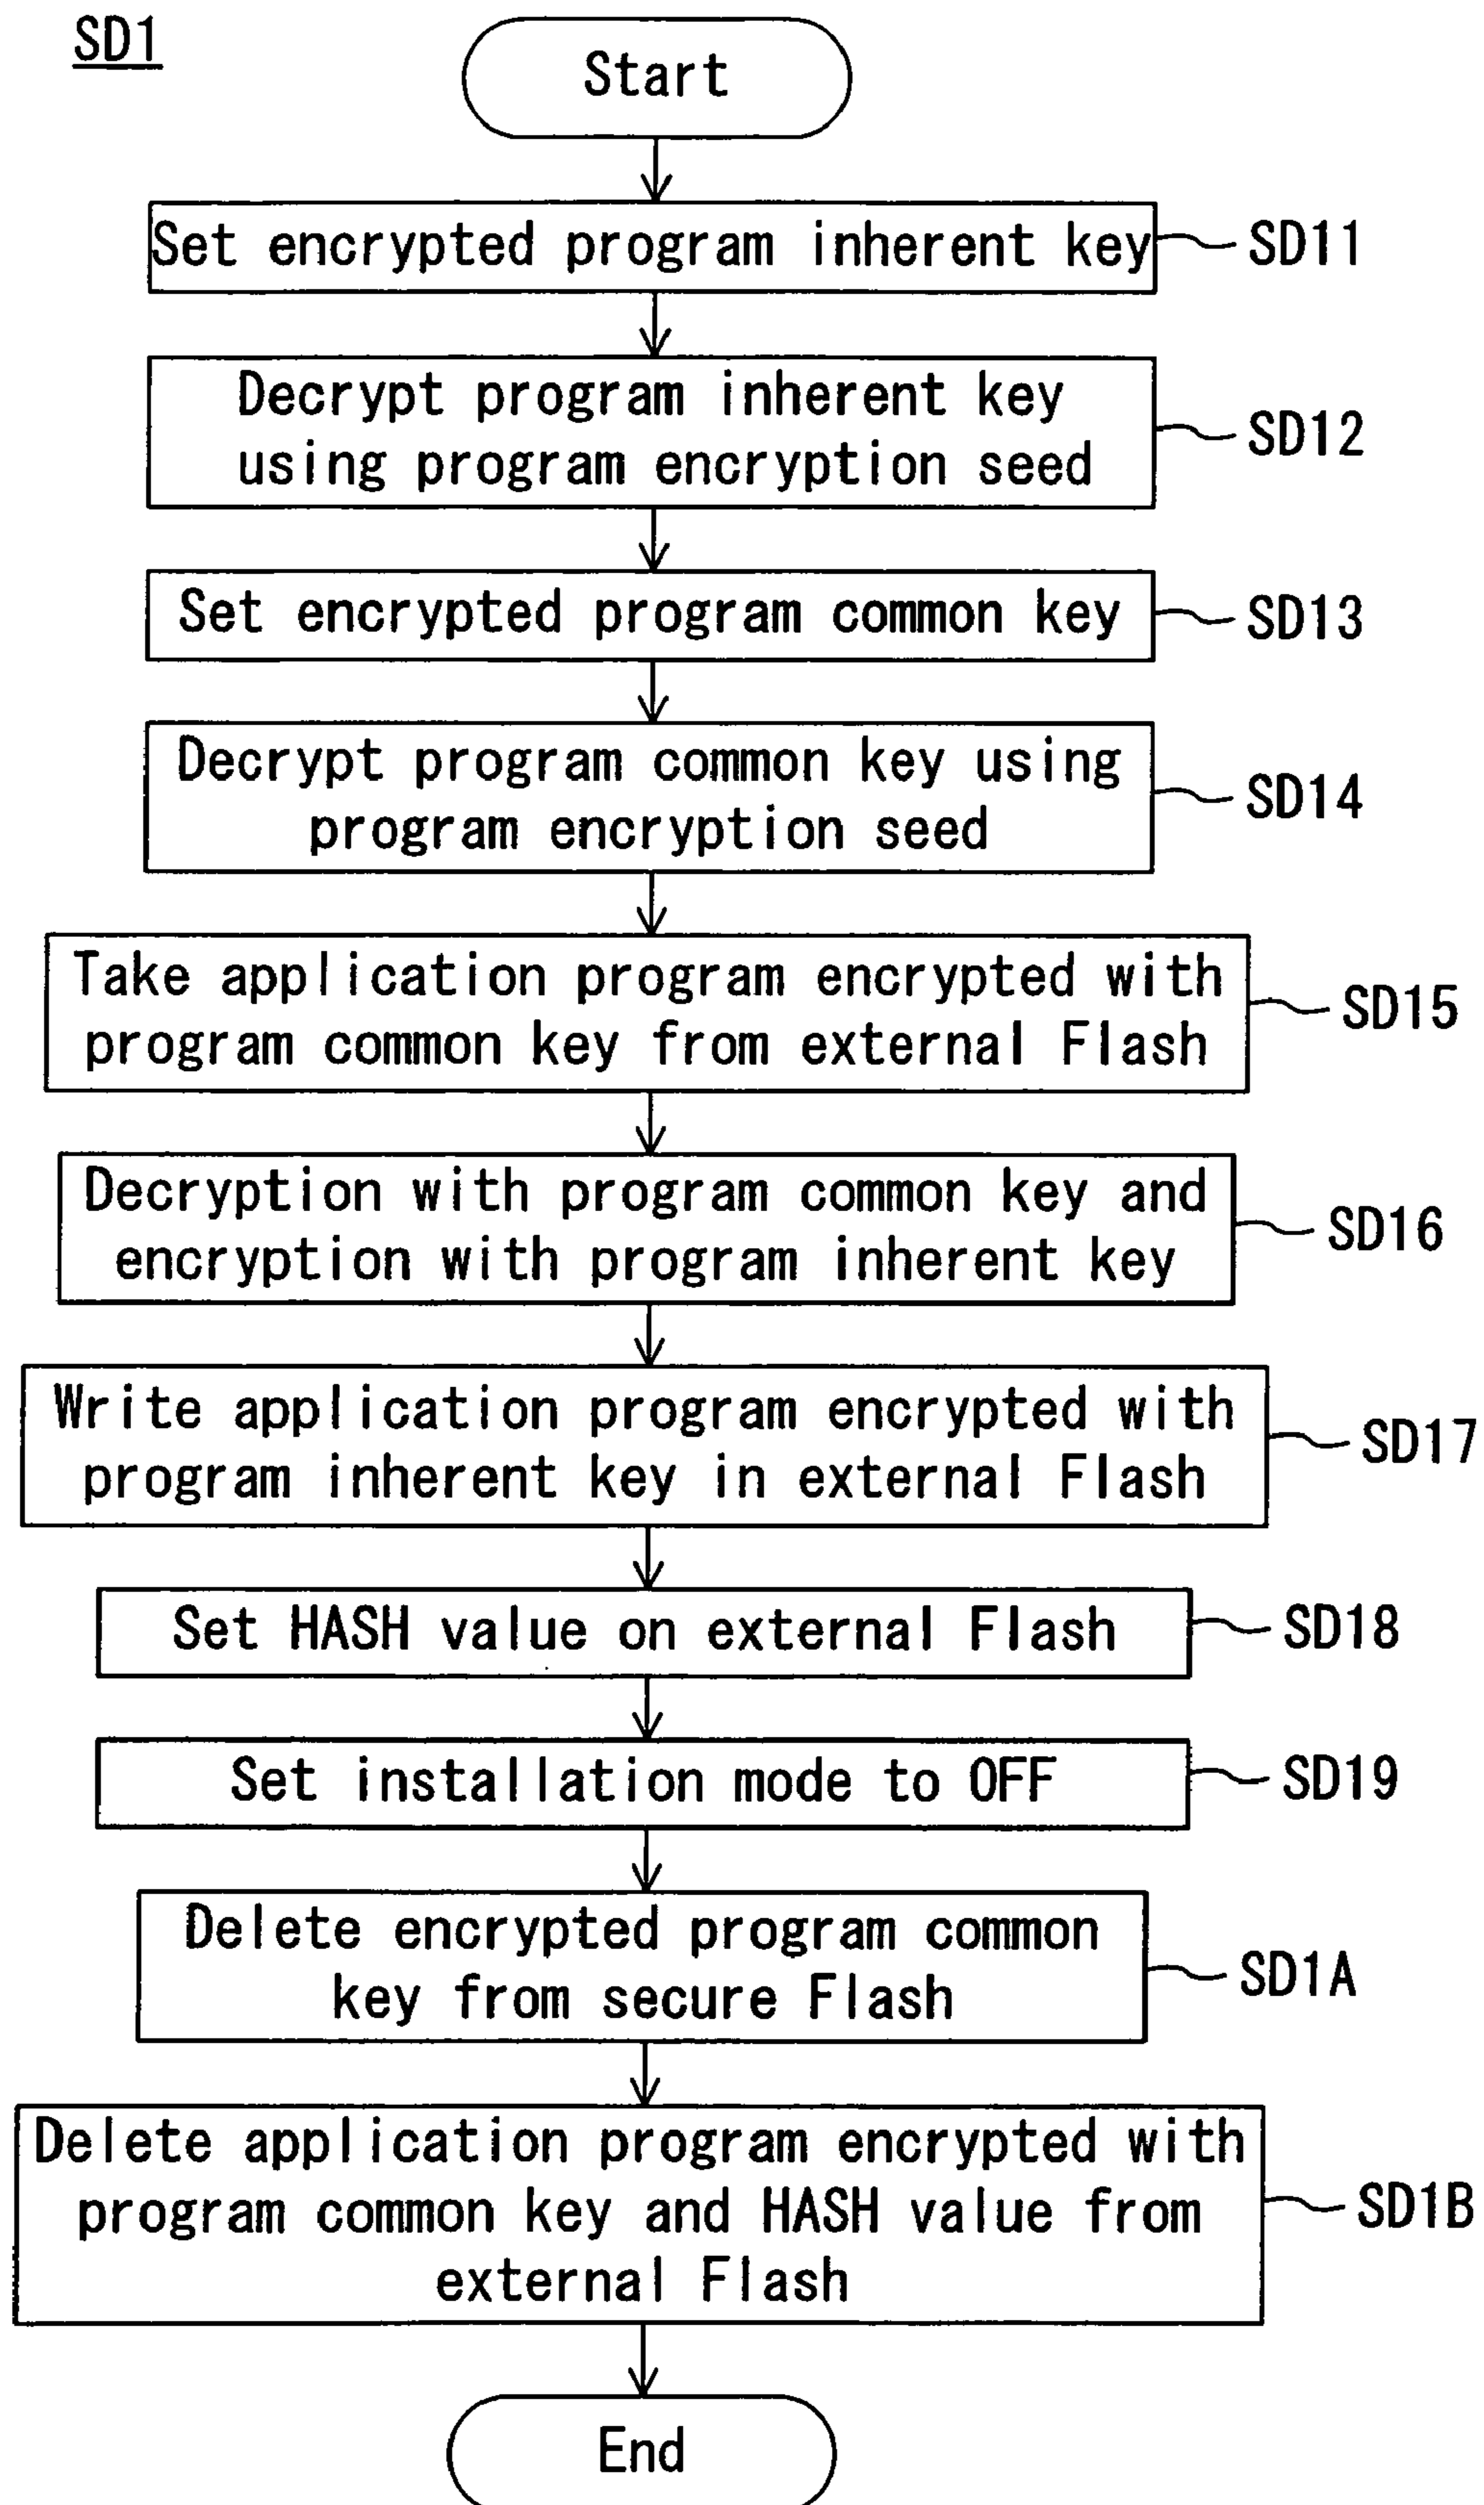 SD1
Start
Set encrypted program inherent key
SD11
Decrypt program inherent key
using program encryption seed
SD12
Set encrypted program common key
SD13
Decrypt program common key using
program encryption seed
SD14
Take application program encrypted with
program common key from external Flash
SD15
Decryption with program common key and
encryption with program inherent key
SD16
Write application program encrypted with
program inherent key in external Flash
SD17
Set HASH value on external Flash
SD18
Set installation mode to OFF
SD19
Delete encrypted program common
key from secure Flash
SD1A
Delete application program encrypted with
program common key and HASH value from
external Flash
SD1B
End